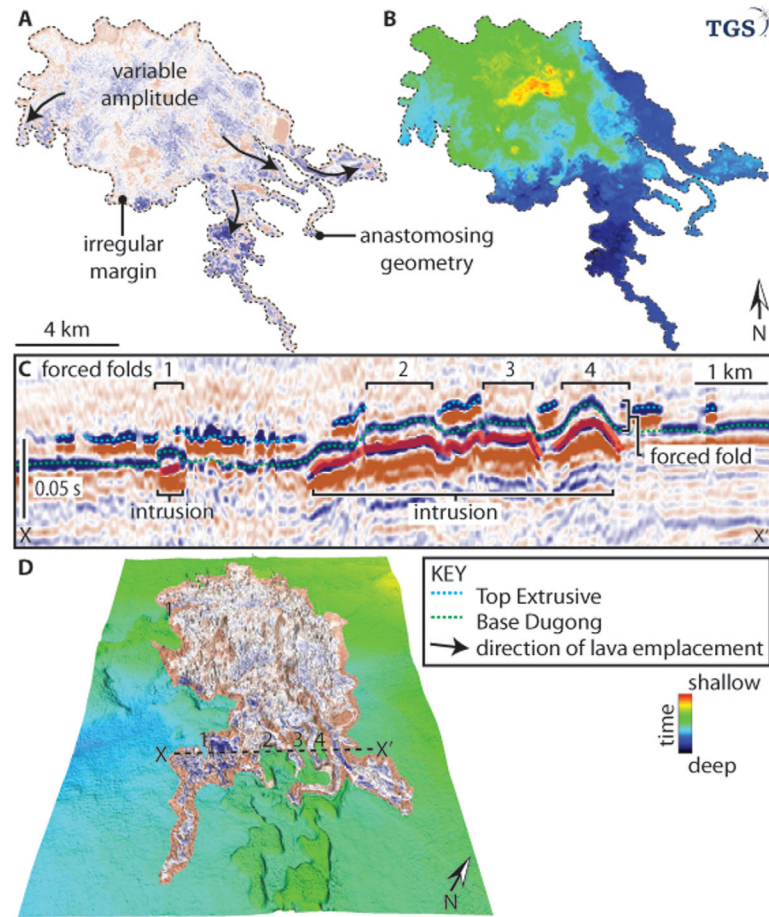 A
B
TGS
variable
amplitude
irregular
margin
anastomosing
geometry
4 km
N
C
forced folds
1
2
3
4
1 km
forced fold
0.05 s
intrusion
intrusion
X
X'
D
KEY
Top Extrusive
Base Dugong
direction of lava emplacement
1
1
2
3
4
X
X'
shallow
time
deep
N